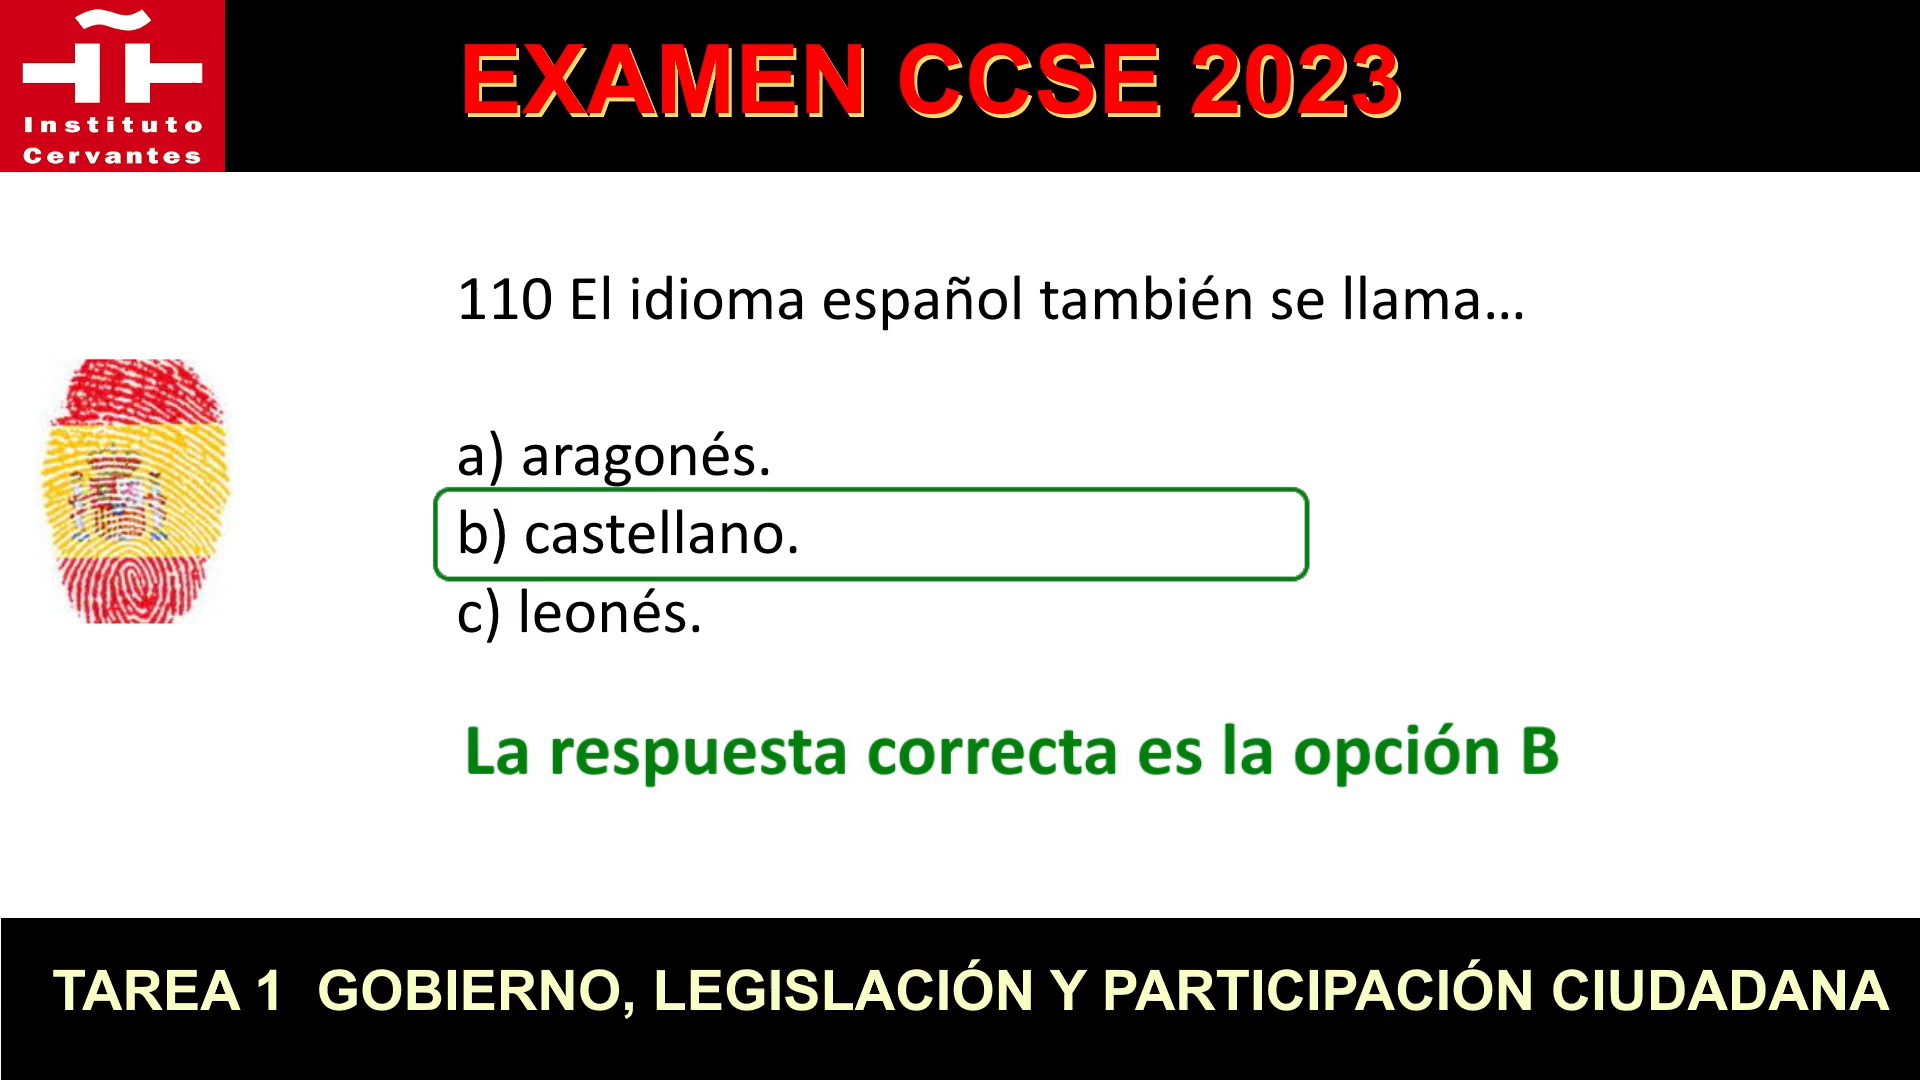 Instituto
Cervantes
EXAMEN CCSE 2023
110 El idioma español también se llama...
a) aragonés.
b) castellano.
c) leonés.
La respuesta correcta es la opción B
TAREA 1 GOBIERNO, LEGISLACIÓN Y PARTICIPACIÓN CIUDADANA